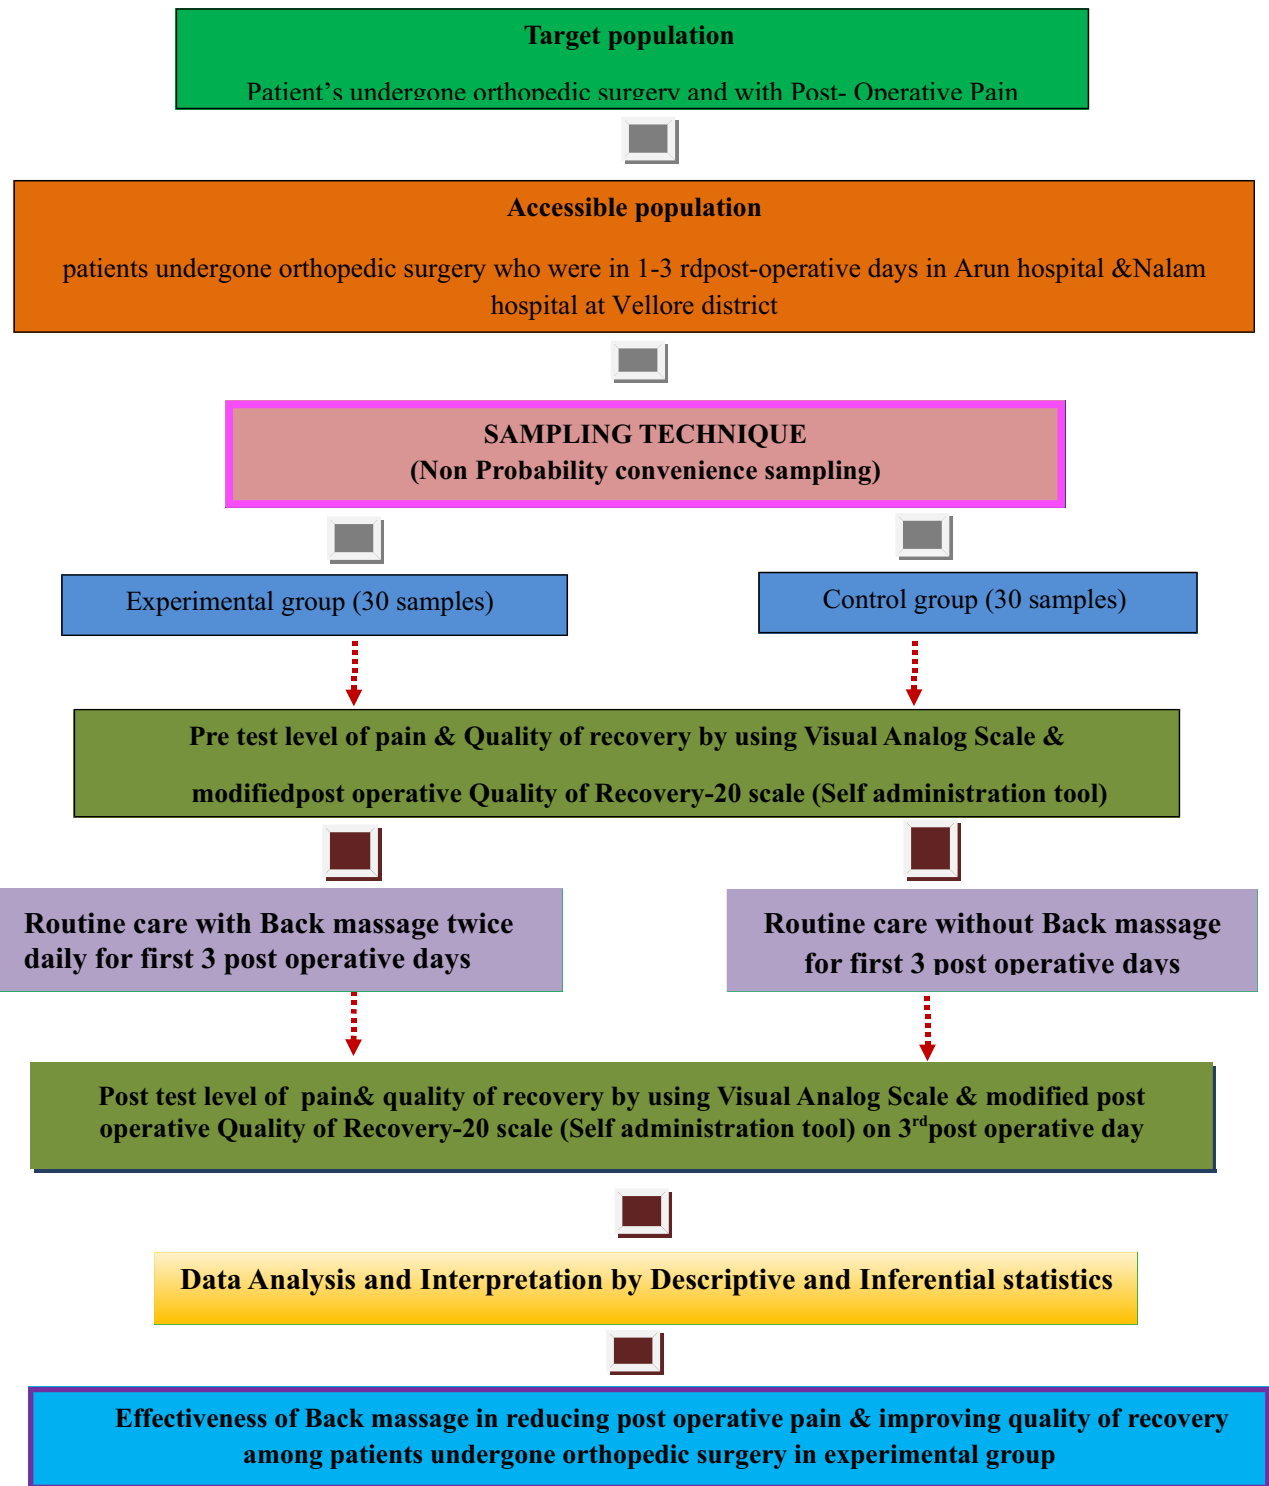 Target population
Patient’s undergone orthopedic surgery and with Post- Operative Pain
Accessible population
patients undergone orthopedic surgery who were in 1-3 rdpost-operative days in Arun hospital &Nalam
hospital at Vellore district
SAMPLING TECHNIQUE
(Non Probability convenience sampling)
Experimental group (30 samples)
Control group (30 samples)
Pre test level of pain & Quality of recovery by using Visual Analog Scale &
modifiedpost operative Quality of Recovery-20 scale (Self administration tool)
Routine care with Back massage twice
daily for first 3 post operative days
Routine care without Back massage
for first 3 post operative days
Post test level of pain& quality of recovery by using Visual Analog Scale & modified post
operative Quality of Recovery-20 scale (Self administration tool) on 3rdpost operative day
Data Analysis and Interpretation by Descriptive and Inferential statistics
Effectiveness of Back massage in reducing post operative pain & improving quality of recovery
among patients undergone orthopedic surgery in experimental group